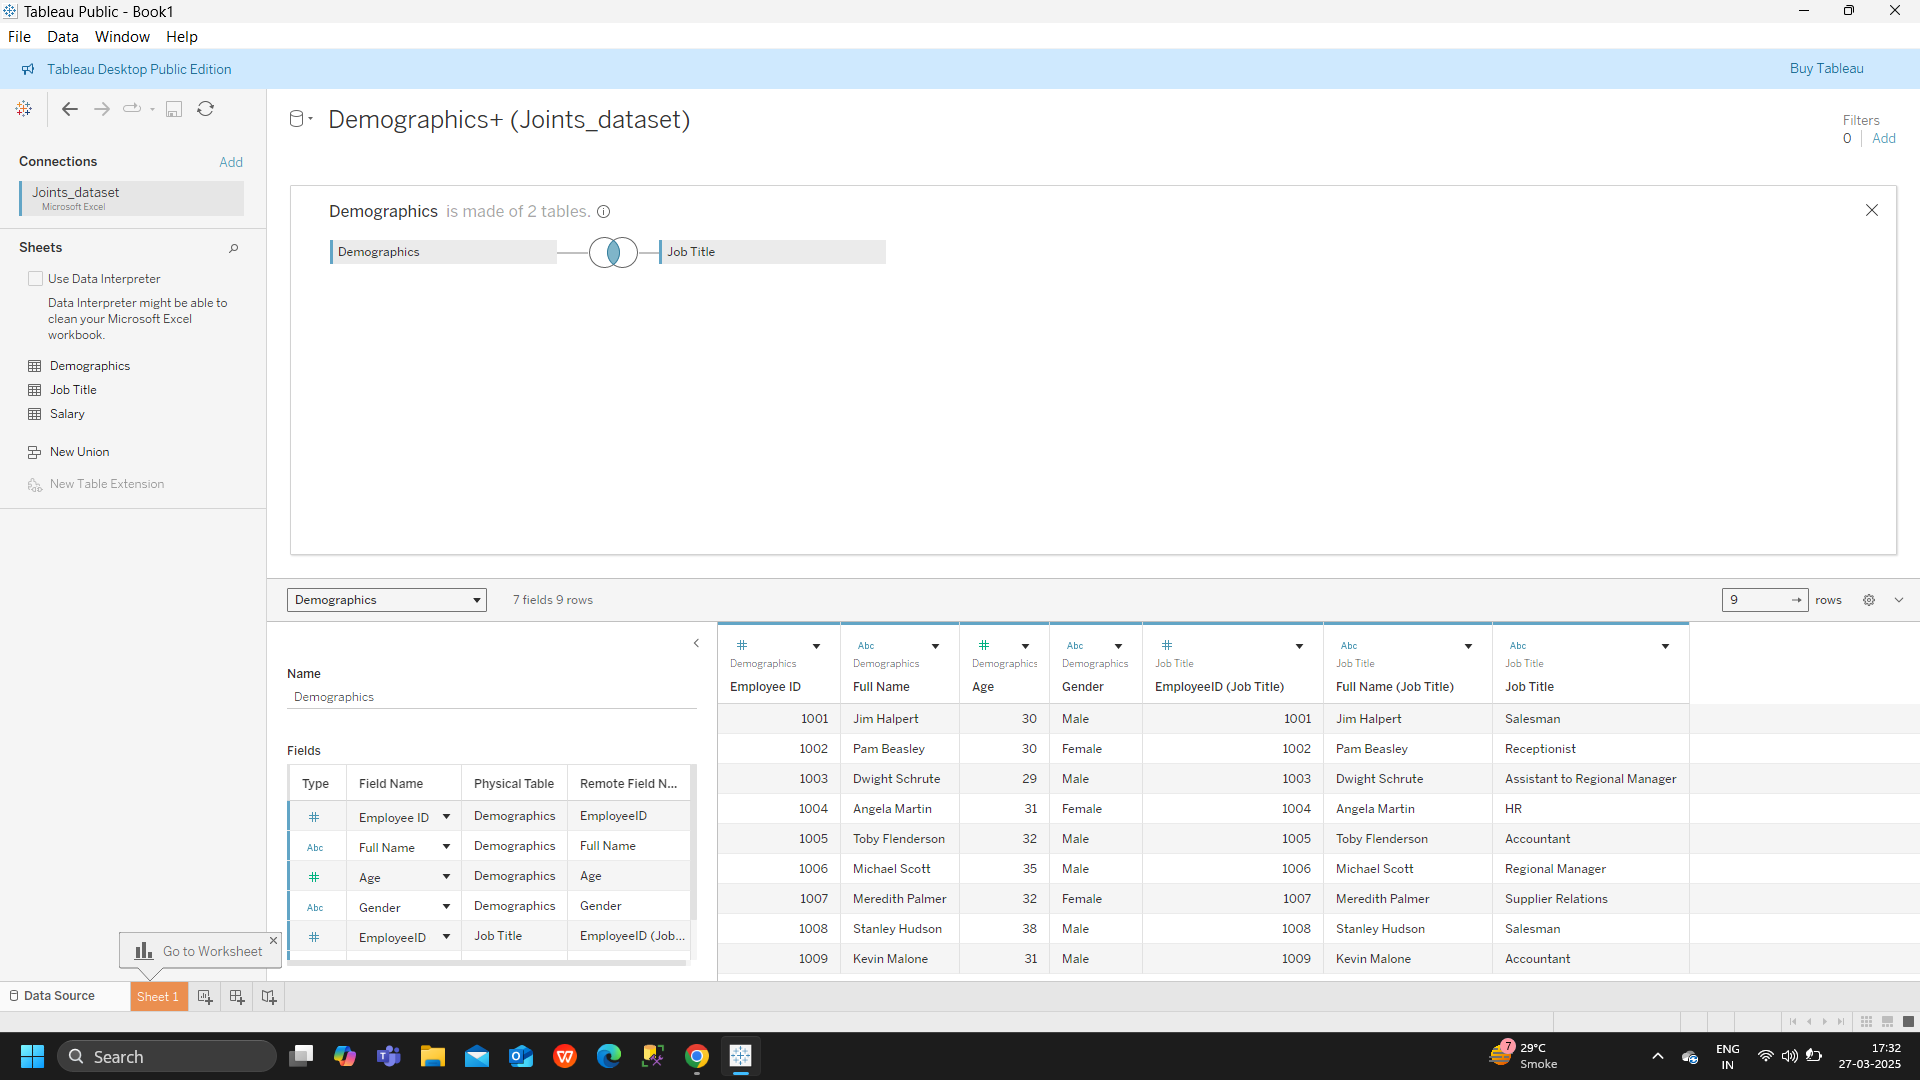 Tableau Public - Book1
File Data Window Help
Tableau Desktop Public Edition
Buy Tableau
Connections
Add
Joints_dataset
Microsoft Excel
Sheets
Use Data Interpreter
Data Interpreter might be able to
clean your Microsoft Excel
workbook.
Demographics
Job Title
Salary
New Union
New Table Extension
Demographics+ (Joints_dataset)
Filters
0 Add
Demographics is made of 2 tables.
Demographics
Job Title
Demographics
7 fields 9 rows
9 rows
Name
Demographics
Fields
Type Field Name Physical Table Remote Field N...
# Employee ID Demographics EmployeeID
Abc Full Name Demographics Full Name
# Age Demographics Age
Abc Gender Demographics Gender
# EmployeeID Job Title EmployeeID (Job...
# Abc # Abc # Abc Abc
Demographics Demographics Demographics Demographics Job Title Job Title Job Title
Employee ID Full Name Age Gender EmployeeID (Job Title) Full Name (Job Title) Job Title
1001 Jim Halpert 30 Male 1001 Jim Halpert Salesman
1002 Pam Beasley 30 Female 1002 Pam Beasley Receptionist
1003 Dwight Schrute 29 Male 1003 Dwight Schrute Assistant to Regional Manager
1004 Angela Martin 31 Female 1004 Angela Martin HR
1005 Toby Flenderson 32 Male 1005 Toby Flenderson Accountant
1006 Michael Scott 35 Male 1006 Michael Scott Regional Manager
1007 Meredith Palmer 32 Female 1007 Meredith Palmer Supplier Relations
1008 Stanley Hudson 38 Male 1008 Stanley Hudson Salesman
1009 Kevin Malone 31 Male 1009 Kevin Malone Accountant
Go to Worksheet
Data Source
Sheet 1
Search
7
29°C
Smoke
ENG
IN
17:32
27-03-2025